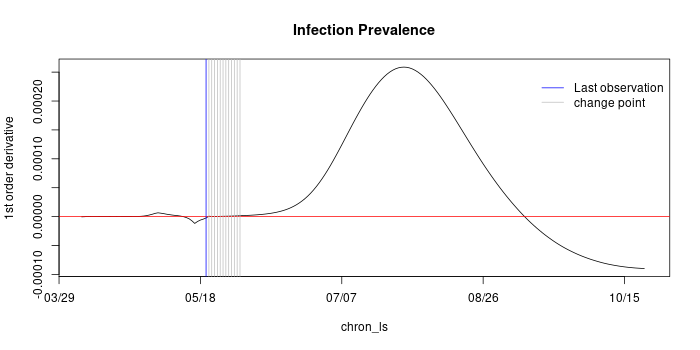 Infection Prevalence
1st order derivative
0.00020
0.00010
0.00000
-0.00010
Last observation
change point
03/29
05/18
07/07
08/26
10/15
chron_ls